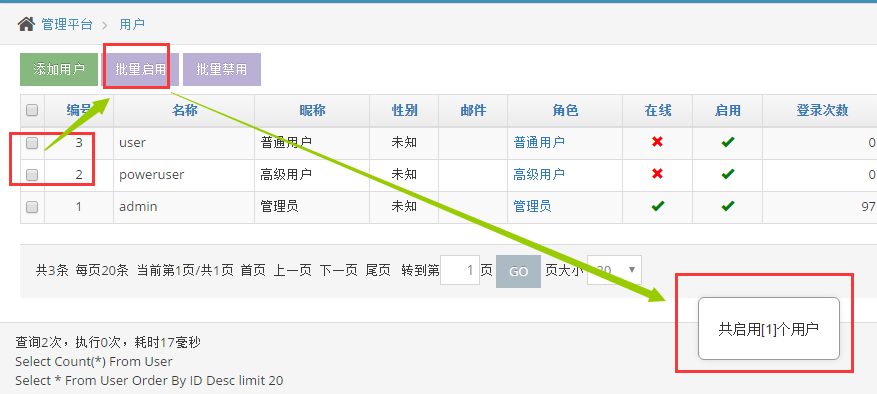 管理平台 > 用户
添加用户 批量启用 批量禁用
编号 名称 昵称 性别 邮件 角色 在线 启用 登录次数
3 user 普通用户 未知 普通用户 0
2 poweruser 高级用户 未知 高级用户 0
1 admin 管理员 未知 管理员 97
共3条 每页20条 当前第1页/共1页 首页 上一页 下一页 尾页 转到第 1 页 GO 页大小 20
共启用[1]个用户
查询2次，执行0次，耗时17毫秒
Select Count(*) From User
Select * From User Order By ID Desc limit 20